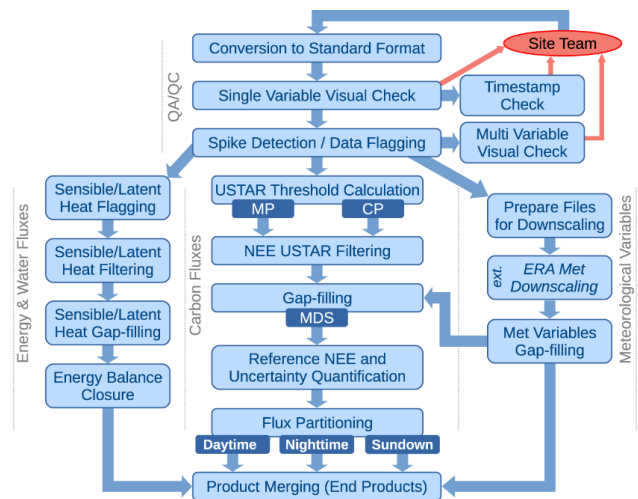 Conversion to Standard Format
Site Team
QA/QC
Single Variable Visual Check
Timestamp
Check
Spike Detection / Data Flagging
Multi Variable
Visual Check
Energy & Water Fluxes
Sensible/Latent
Heat Flagging
Sensible/Latent
Heat Filtering
Sensible/Latent
Heat Gap-filling
Energy Balance
Closure
Carbon Fluxes
USTAR Threshold Calculation
MP
CP
NEE USTAR Filtering
Gap-filling
MDS
Reference NEE and
Uncertainty Quantification
Flux Partitioning
Daytime
Nighttime
Sundown
Meteorological Variables
Prepare Files
for Downscaling
ext.
ERA Met
Downscaling
Met Variables
Gap-filling
Product Merging (End Products)